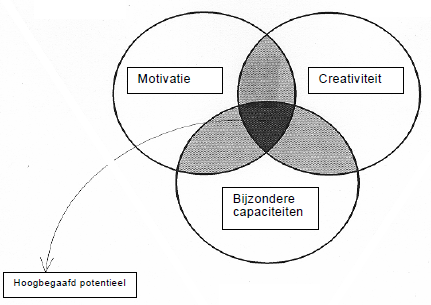 Motivatie
Creativiteit
Bijzondere
capaciteiten
Hoogbegaafd potentieel